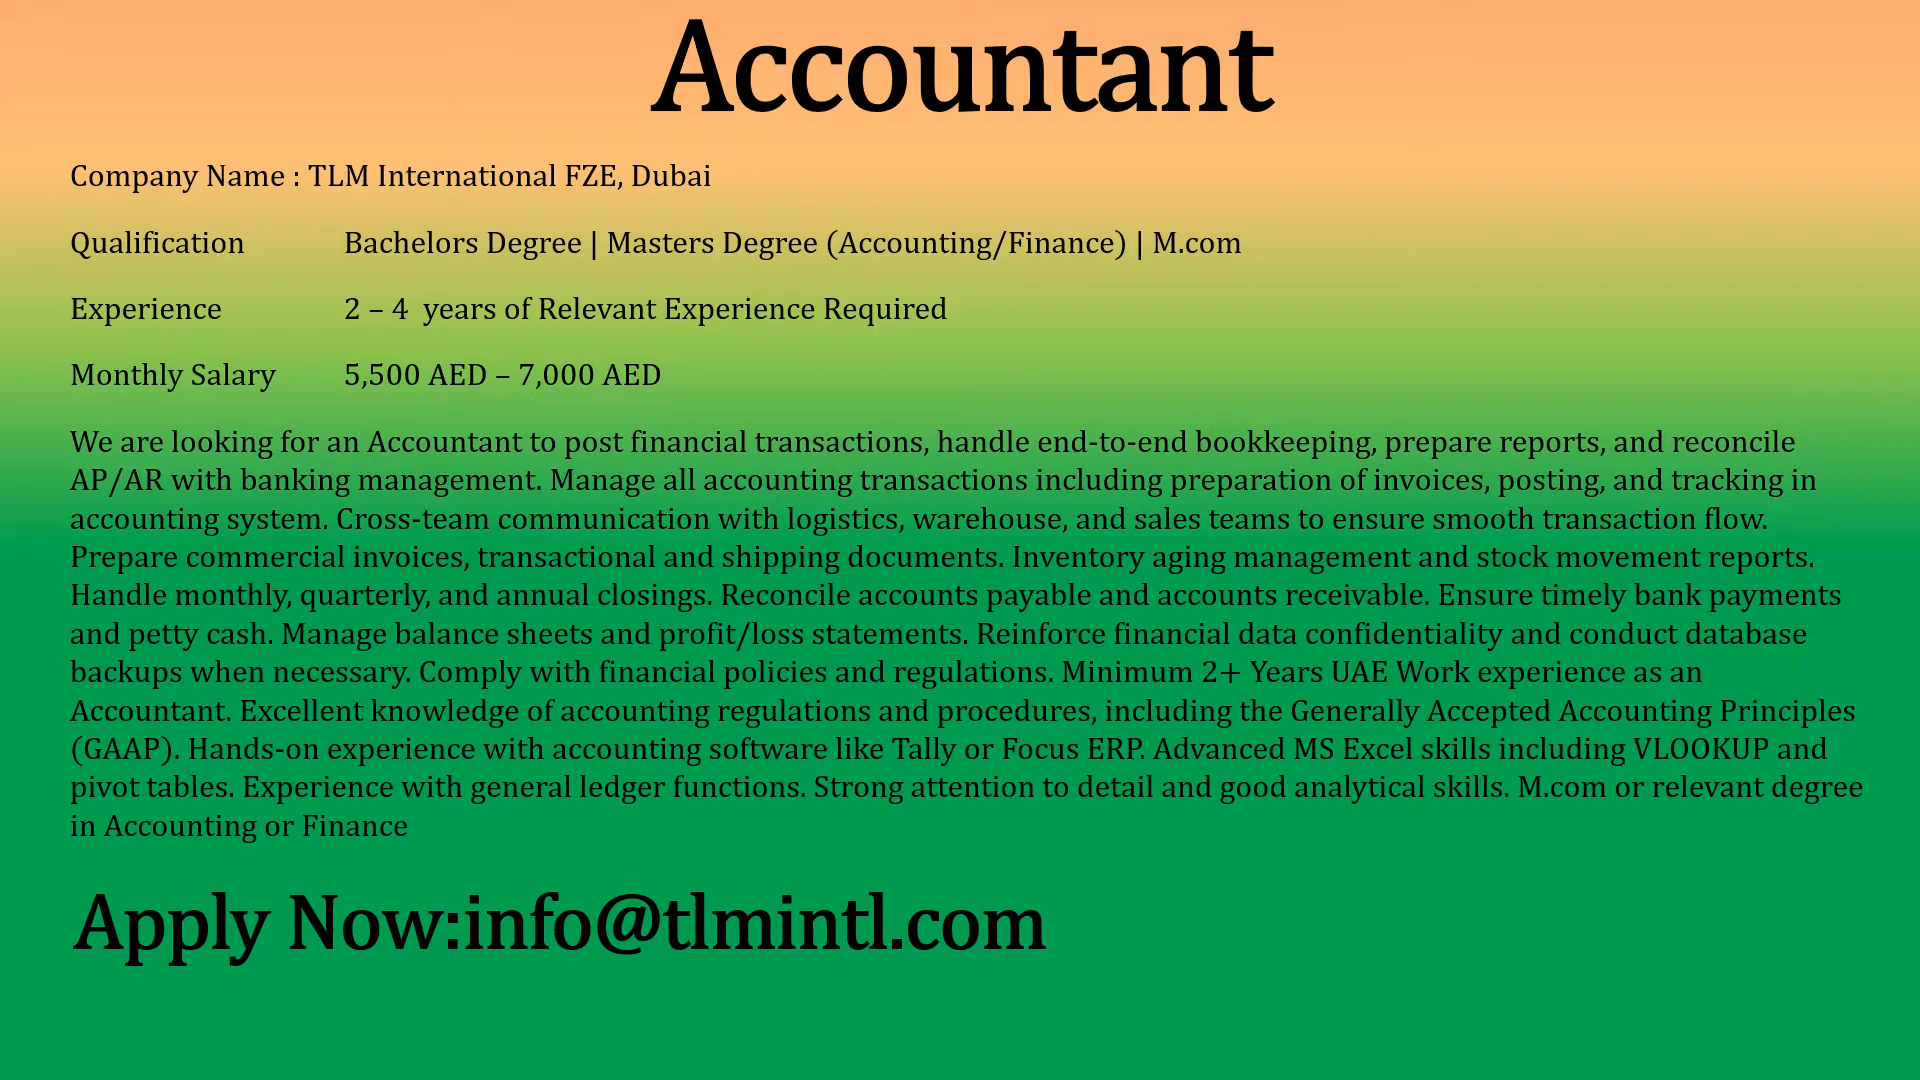 Accountant
Company Name : TLM International FZE, Dubai
Qualification Bachelors Degree | Masters Degree (Accounting/Finance) | M.com
Experience 2 – 4 years of Relevant Experience Required
Monthly Salary 5,500 AED – 7,000 AED
We are looking for an Accountant to post financial transactions, handle end-to-end bookkeeping, prepare reports, and reconcile
AP/AR with banking management. Manage all accounting transactions including preparation of invoices, posting, and tracking in
accounting system. Cross-team communication with logistics, warehouse, and sales teams to ensure smooth transaction flow.
Prepare commercial invoices, transactional and shipping documents. Inventory aging management and stock movement reports.
Handle monthly, quarterly, and annual closings. Reconcile accounts payable and accounts receivable. Ensure timely bank payments
and petty cash. Manage balance sheets and profit/loss statements. Reinforce financial data confidentiality and conduct database
backups when necessary. Comply with financial policies and regulations. Minimum 2+ Years UAE Work experience as an
Accountant. Excellent knowledge of accounting regulations and procedures, including the Generally Accepted Accounting Principles
(GAAP). Hands-on experience with accounting software like Tally or Focus ERP. Advanced MS Excel skills including VLOOKUP and
pivot tables. Experience with general ledger functions. Strong attention to detail and good analytical skills. M.com or relevant degree
in Accounting or Finance
Apply Now:info@tlmintl.com